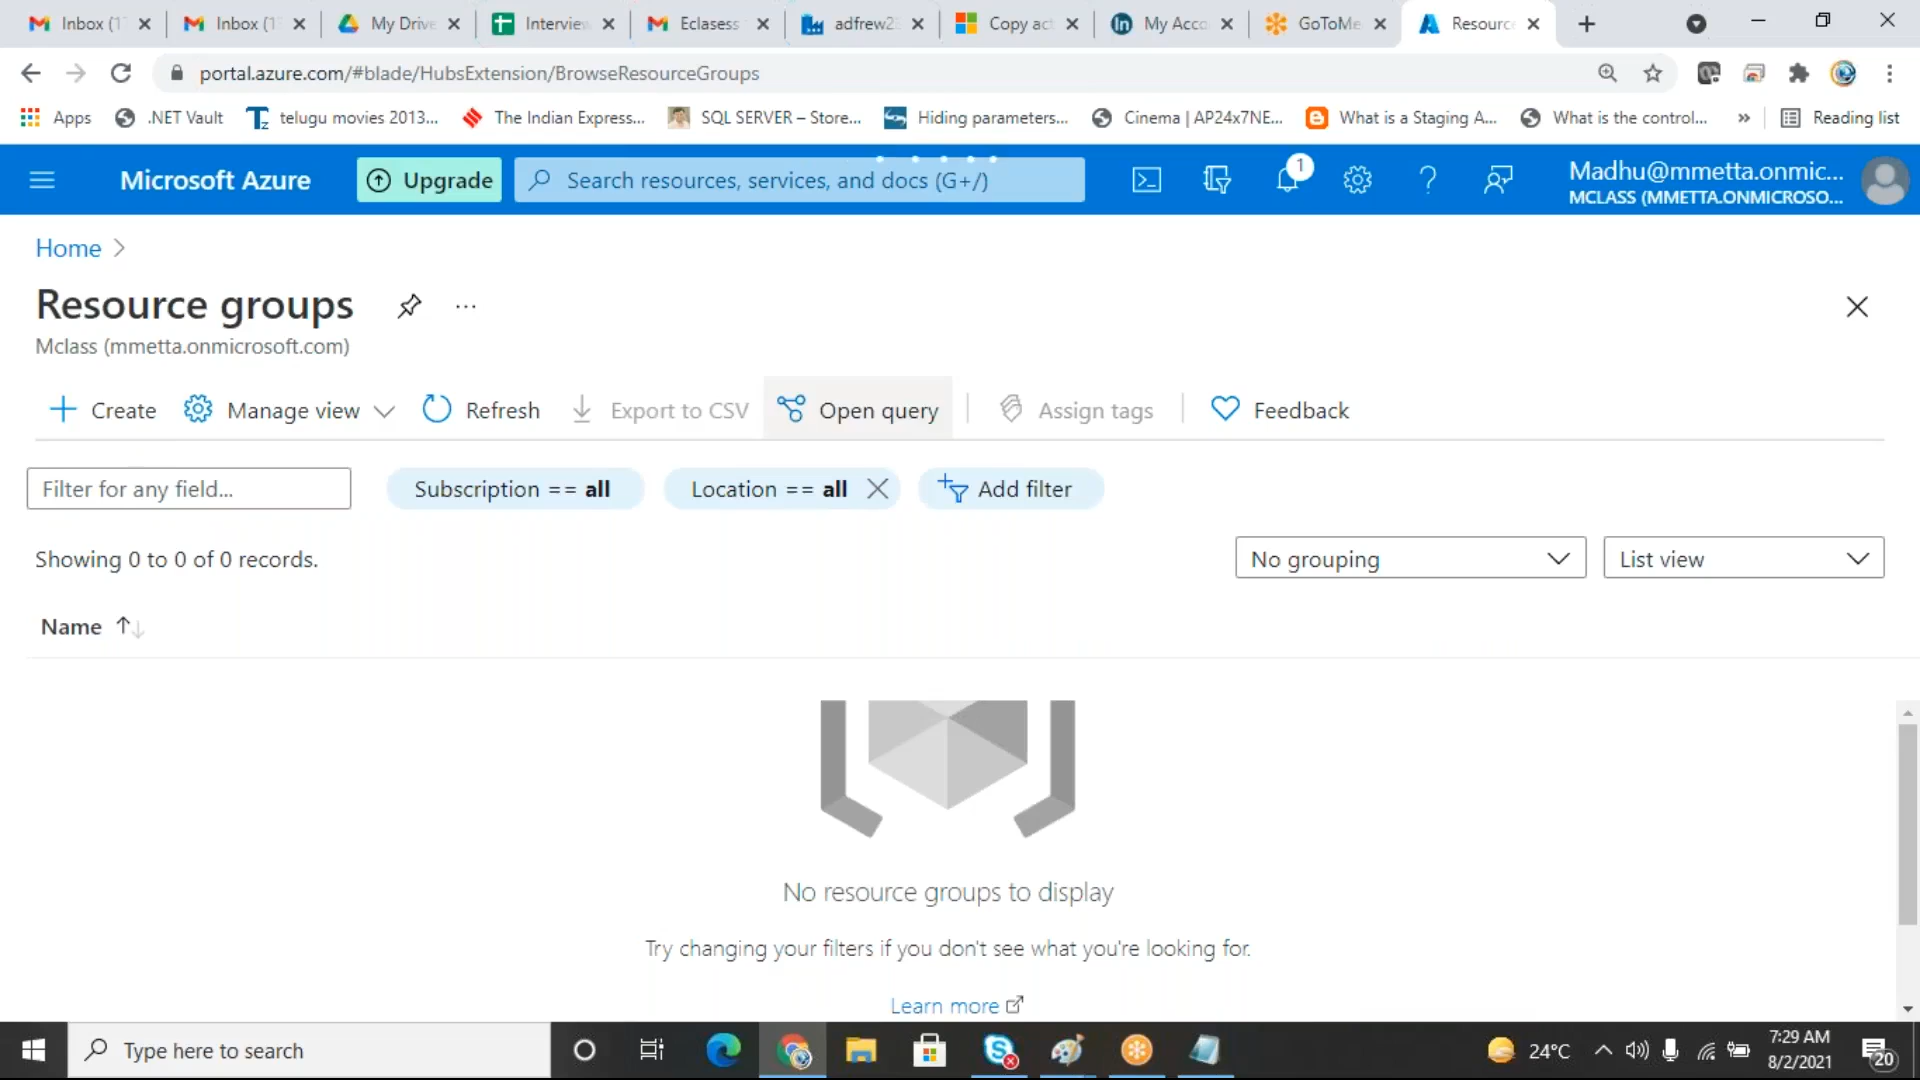 Inbox (1
Inbox (1
My Drive
Interview
Eclasess
adfrew2
Copy act
My Acco
GoToMe
Resourc
portal.azure.com/#blade/HubsExtension/BrowseResourceGroups
Apps
.NET Vault
telugu movies 2013...
The Indian Express...
SQL SERVER – Store...
Hiding parameters...
Cinema | AP24x7NE...
What is a Staging A...
What is the control...
»
Reading list
Microsoft Azure
Upgrade
Search resources, services, and docs (G+/)
1
Madhu@mmetta.onmic...
MCLASS (MMETTA.ONMICROSO...
Home
Resource groups
...
Mclass (mmetta.onmicrosoft.com)
Create
Manage view
Refresh
Export to CSV
Open query
Assign tags
Feedback
Filter for any field...
Subscription == all
Location == all
Add filter
Showing 0 to 0 of 0 records.
No grouping
List view
Name
No resource groups to display
Try changing your filters if you don't see what you're looking for.
Learn more
Type here to search
24°C
7:29 AM
8/2/2021
20